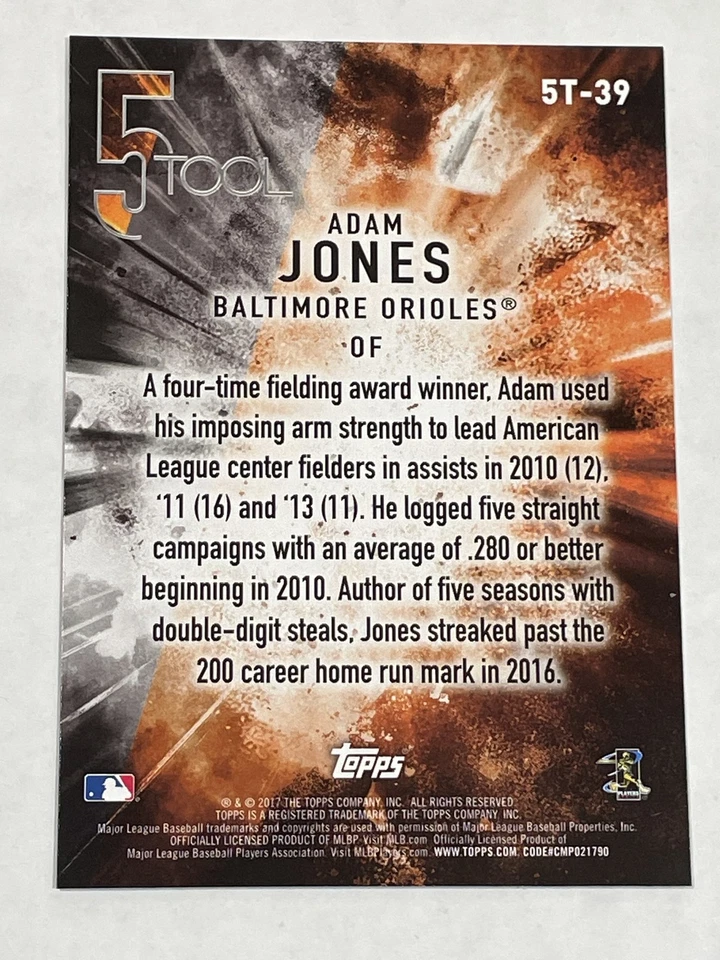 5T-39
5 TOOL
ADAM
JONES
BALTIMORE ORIOLES®
OF
A four-time fielding award winner, Adam used
his imposing arm strength to lead American
League center fielders in assists in 2010 (12),
'11 (16) and '13 (11). He logged five straight
campaigns with an average of .280 or better
beginning in 2010. Author of five seasons with
double-digit steals, Jones streaked past the
200 career home run mark in 2016.
Topps
PLAYERS
® & © 2017 THE TOPPS COMPANY, INC. ALL RIGHTS RESERVED.
TOPPS IS A REGISTERED TRADEMARK OF THE TOPPS COMPANY, INC.
Major League Baseball trademarks and copyrights are used with permission of Major League Baseball Properties, Inc.
OFFICIALLY LICENSED PRODUCT OF MLBP Visit MLB.com Officially Licensed Product of
Major League Baseball Players Association. Visit MLBPlayers.com. WWW.TOPPS.COM CODE#CMP021790